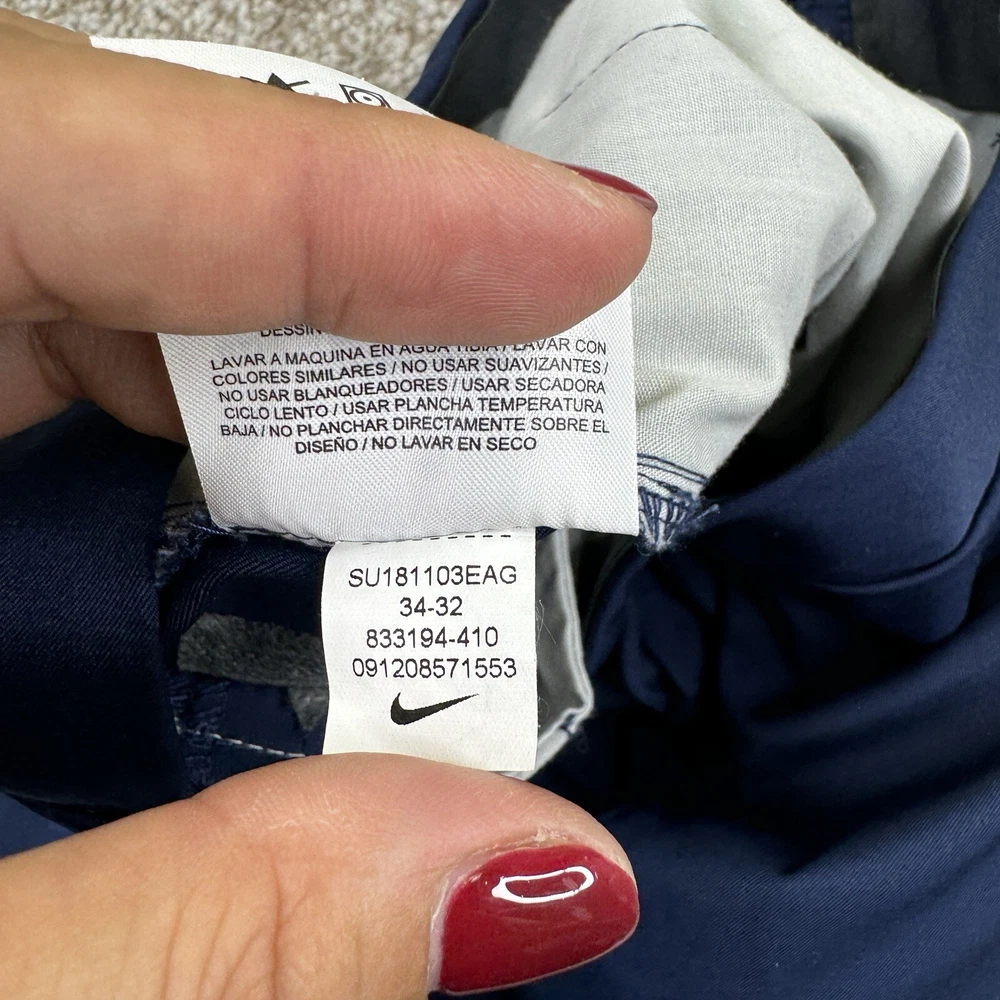 LAVAR A MAQUINA EN AGUA TIBIA / LAVAR CON
COLORES SIMILARES / NO USAR SUAVIZANTES /
NO USAR BLANQUEADORES / USAR SECADORA
CICLO LENTO / USAR PLANCHA TEMPERATURA
BAJA / NO PLANCHAR DIRECTAMENTE SOBRE EL
DISEÑO / NO LAVAR EN SECO
SU181103EAG
34-32
833194-410
091208571553